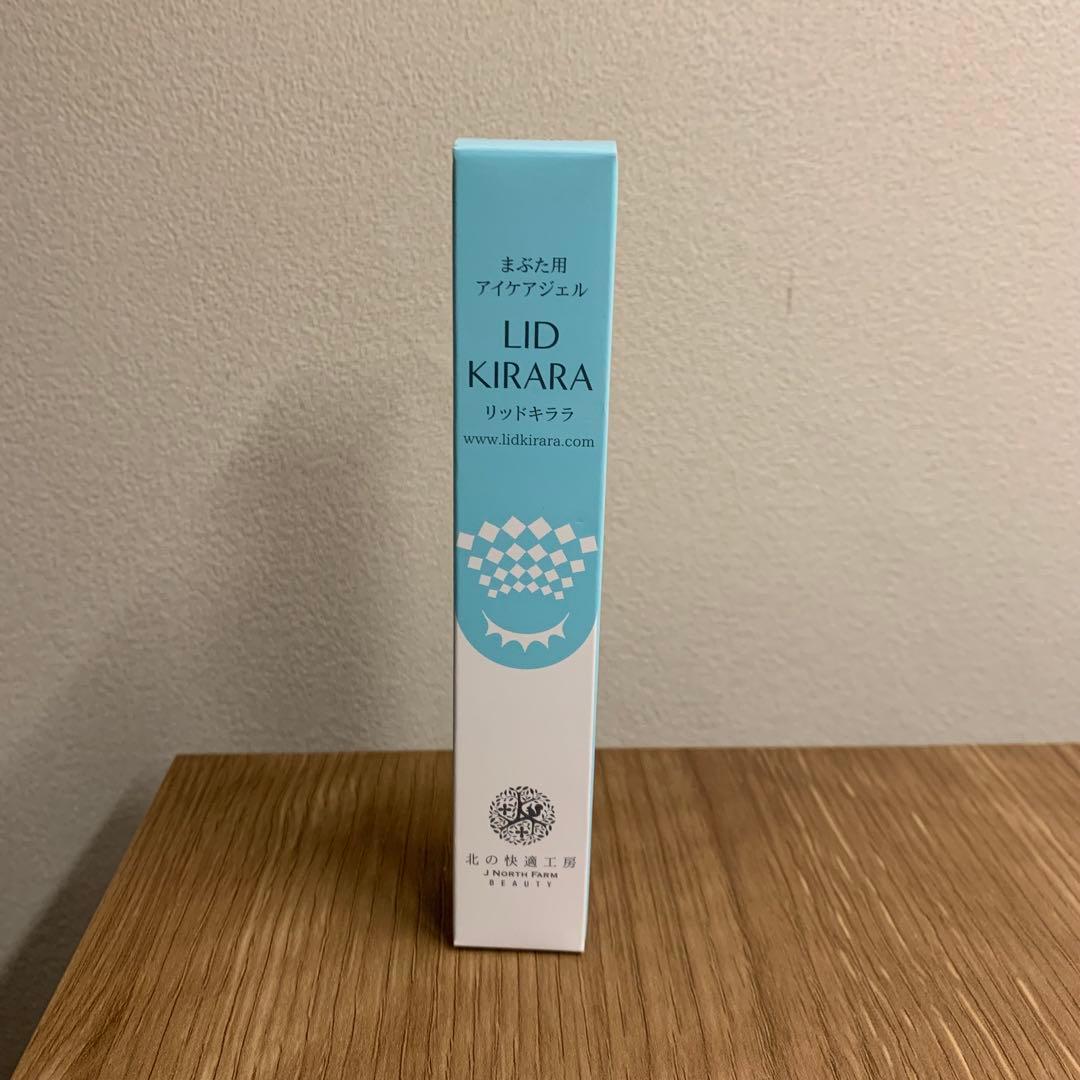 まぶた用
アイケアジェル
LID
KIRARA
リッドキララ
www.lidkirara.com
北の快適工房
J NORTH FARM
BEAUTY